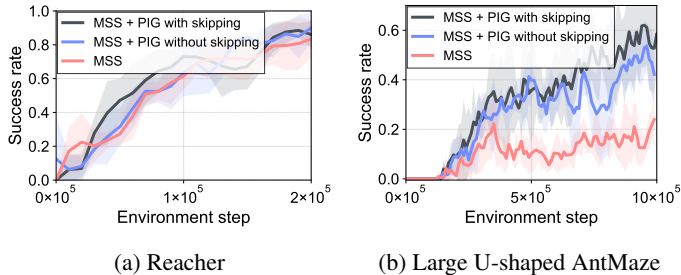 MSS + PIG with skipping
MSS + PIG without skipping
MSS
Success rate
1.0
0.8
0.6
0.4
0.2
0.0
0×10⁵
1×10⁵
2×10⁵
Environment step
(a) Reacher
MSS + PIG with skipping
MSS + PIG without skipping
MSS
Success rate
0.6
0.4
0.2
0.0
0×10⁵
5×10⁵
10×10⁵
Environment step
(b) Large U-shaped AntMaze